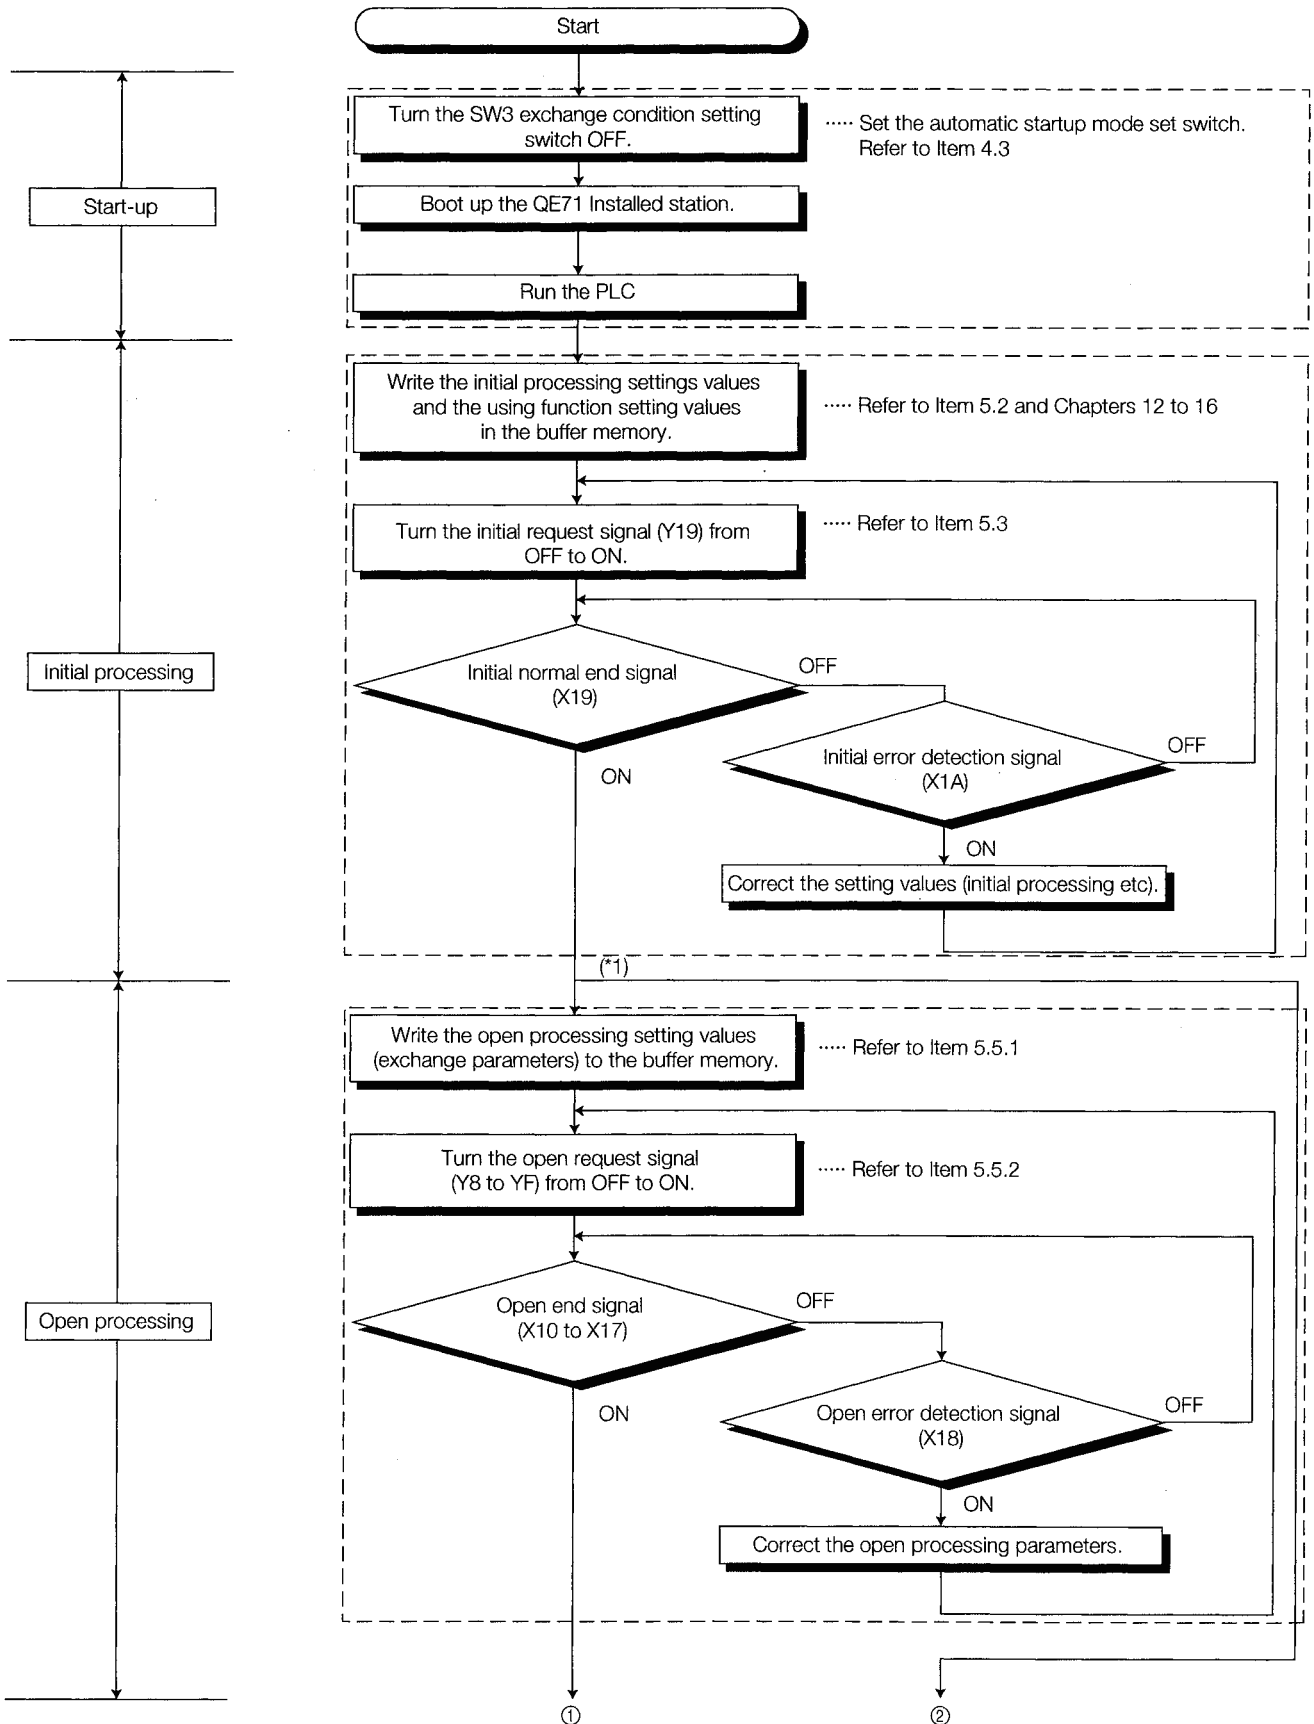 Start
Turn the SW3 exchange condition setting
switch OFF.
····· Set the automatic startup mode set switch.
Refer to Item 4.3
Start-up
Boot up the QE71 Installed station.
Run the PLC
Write the initial processing settings values
and the using function setting values
in the buffer memory.
····· Refer to Item 5.2 and Chapters 12 to 16
Turn the initial request signal (Y19) from
OFF to ON.
····· Refer to Item 5.3
Initial processing
Initial normal end signal
(X19)
OFF
ON
Initial error detection signal
(X1A)
OFF
ON
Correct the setting values (initial processing etc).
(*1)
Write the open processing setting values
(exchange parameters) to the buffer memory.
····· Refer to Item 5.5.1
Turn the open request signal
(Y8 to YF) from OFF to ON.
····· Refer to Item 5.5.2
Open processing
Open end signal
(X10 to X17)
OFF
ON
Open error detection signal
(X18)
OFF
ON
Correct the open processing parameters.
①
②